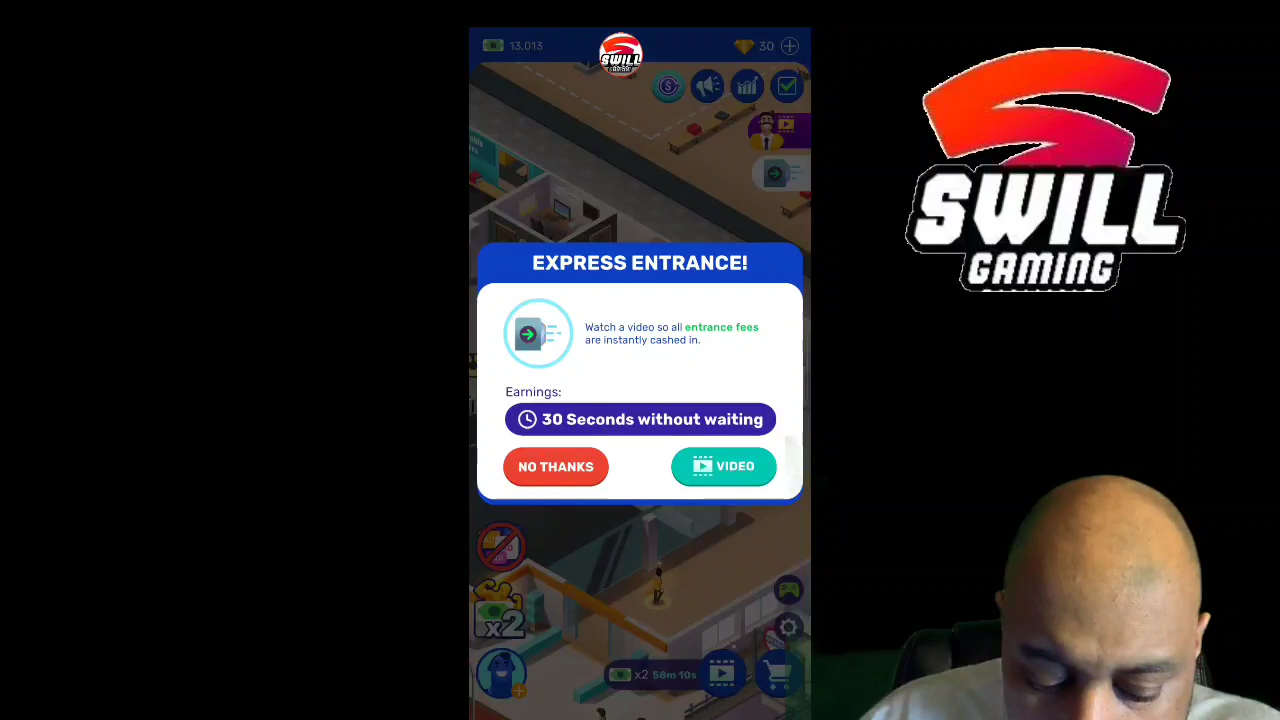 13,013
SWILL
30
EXPRESS ENTRANCE!
Watch a video so all entrance fees
are instantly cashed in.
Earnings:
30 Seconds without waiting
NO THANKS
VIDEO
x2
x2 58m 10s
SWILL
GAMING